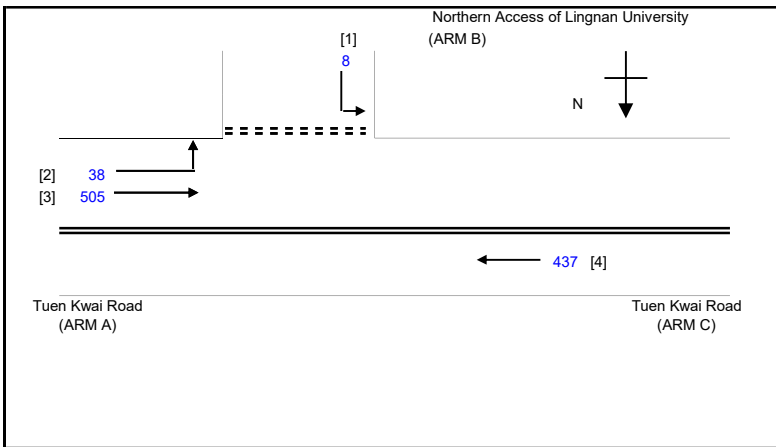 Northern Access of Lingnan University
[1] (ARM B)
8
N
[2] 38
[3] 505
437 [4]
Tuen Kwai Road Tuen Kwai Road
(ARM A) (ARM C)